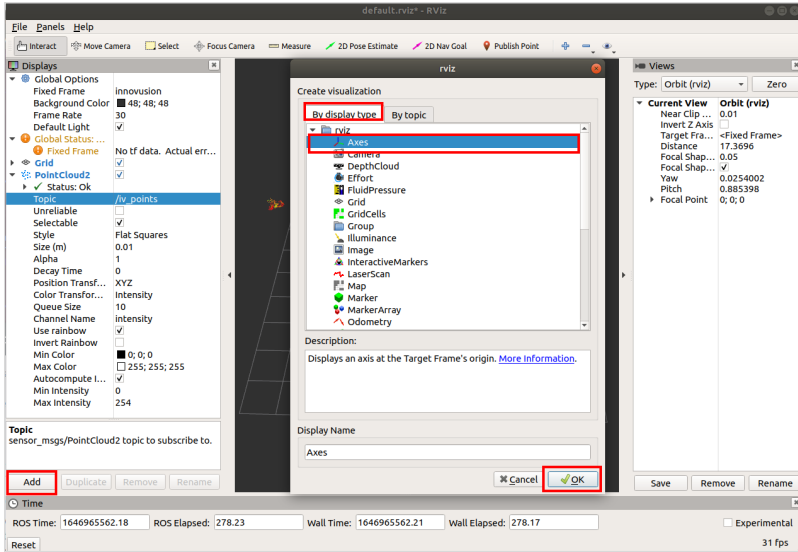 default.rviz* - RViz
File Panels Help
Interact Move Camera Select Focus Camera Measure 2D Pose Estimate 2D Nav Goal Publish Point
Displays
Global Options
Fixed Frame innovusion
Background Color 48; 48; 48
Frame Rate 30
Default Light
Global Status: ...
Fixed Frame No tf data. Actual err...
Grid
PointCloud2
Status: Ok
Topic /iv_points
Unreliable
Selectable
Style Flat Squares
Size (m) 0.01
Alpha 1
Decay Time 0
Position Transf... XYZ
Color Transfor... Intensity
Queue Size 10
Channel Name intensity
Use rainbow
Invert Rainbow
Min Color 0; 0; 0
Max Color 255; 255; 255
Autocompute I...
Min Intensity 0
Max Intensity 254
Topic
sensor_msgs/PointCloud2 topic to subscribe to.
Add Duplicate Remove Rename
rviz
Create visualization
By display type By topic
rviz
Axes
Camera
DepthCloud
Effort
FluidPressure
Grid
GridCells
Group
Illuminance
Image
InteractiveMarkers
LaserScan
Map
Marker
MarkerArray
Odometry
Description:
Displays an axis at the Target Frame's origin. More Information.
Display Name
Axes
Cancel OK
Views
Type: Orbit (rviz) Zero
Current View Orbit (rviz)
Near Clip ... 0.01
Invert Z Axis
Target Fra... <Fixed Frame>
Distance 17.3696
Focal Shap... 0.05
Focal Shap...
Yaw 0.0254002
Pitch 0.885398
Focal Point 0; 0; 0
Save Remove Rename
Time
ROS Time: 1646965562.18 ROS Elapsed: 278.23 Wall Time: 1646965562.21 Wall Elapsed: 278.17 Experimental
Reset 31 fps